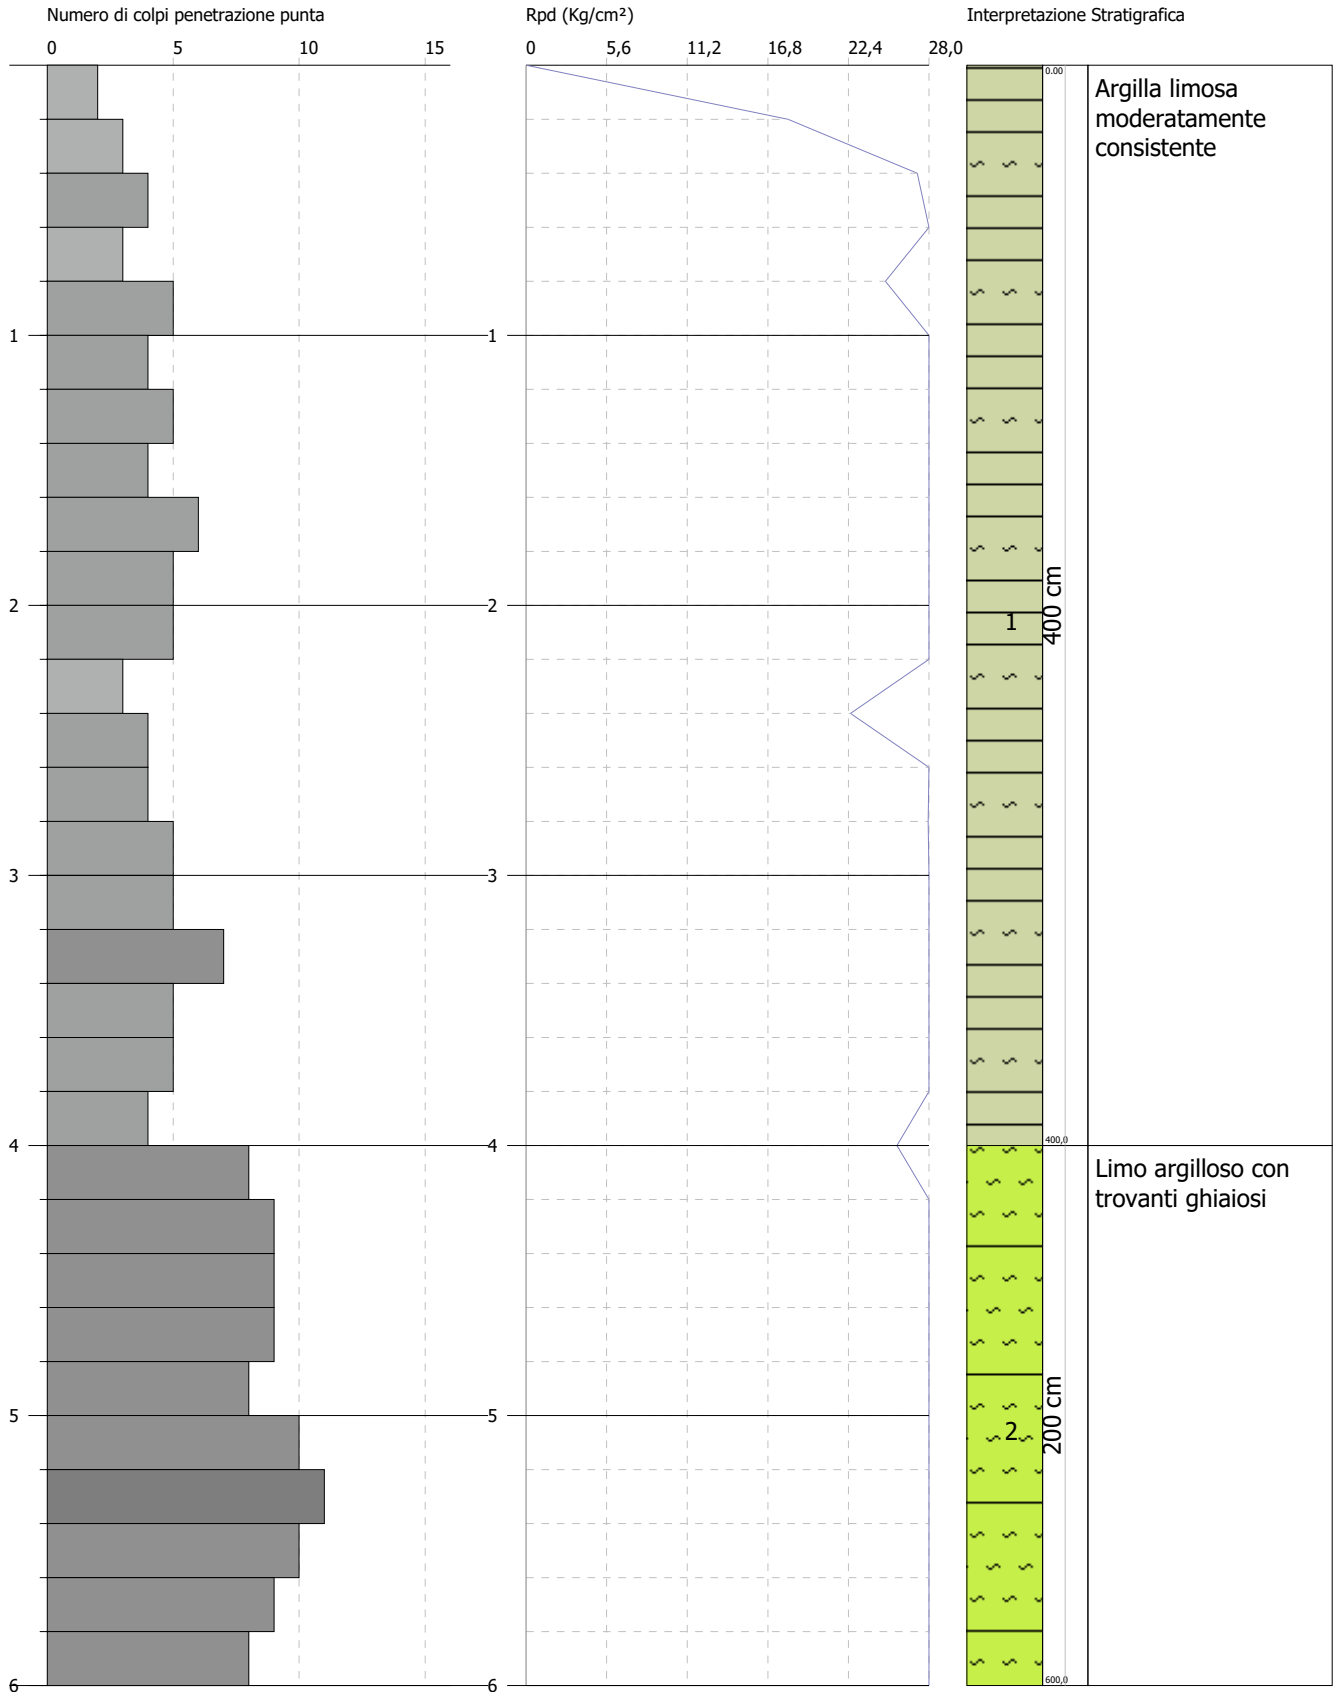 Numero di colpi penetrazione punta
Rpd (Kg/cm²)
Interpretazione Stratigrafica
0 5 10 15
0 5,6 11,2 16,8 22,4 28,0
0.00
Argilla limosa
moderatamente
consistente
1 1
2 2
1
400 cm
3 3
4 4
400,0
Limo argilloso con
trovanti ghiaiosi
5 5
2
200 cm
6 6
600,0